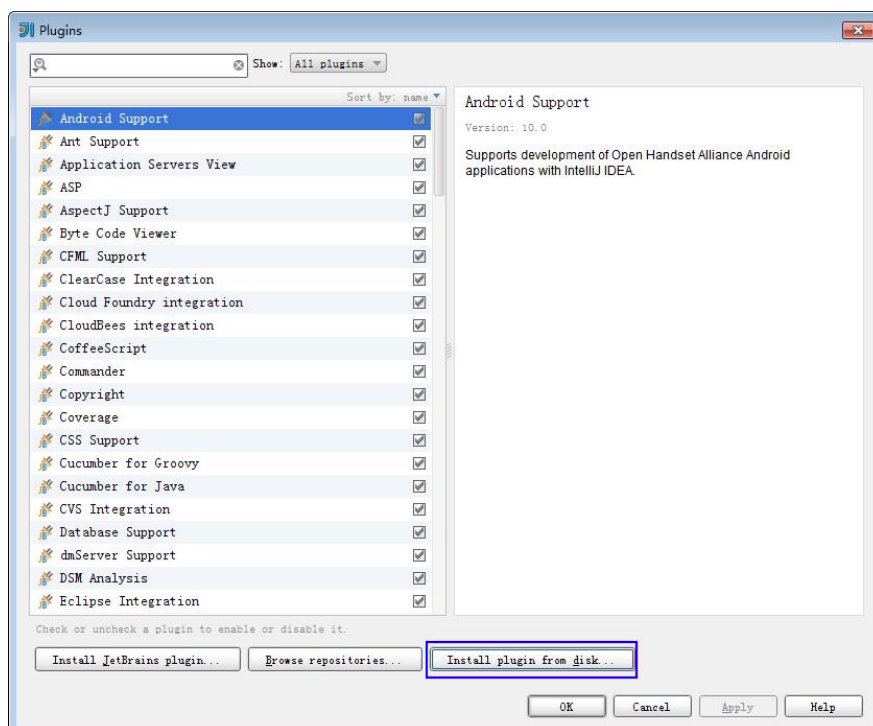 Plugins
Show: All plugins
Sort by: name
Android Support
Ant Support
Application Servers View
ASP
AspectJ Support
Byte Code Viewer
CFML Support
ClearCase Integration
Cloud Foundry integration
CloudBees integration
CoffeeScript
Commander
Copyright
Coverage
CSS Support
Cucumber for Groovy
Cucumber for Java
CVS Integration
Database Support
dmServer Support
DSM Analysis
Eclipse Integration
Android Support
Version: 10.0
Supports development of Open Handset Alliance Android
applications with IntelliJ IDEA.
Check or uncheck a plugin to enable or disable it.
Install JetBrains plugin... Browse repositories... Install plugin from disk...
OK Cancel Apply Help